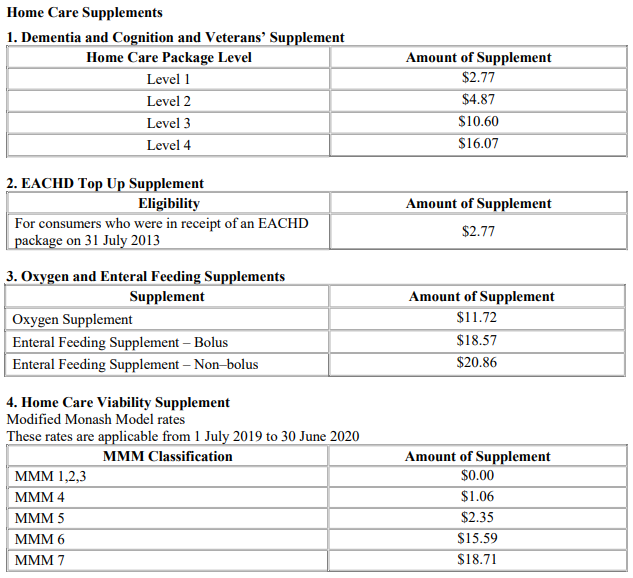 Home Care Supplements
1. Dementia and Cognition and Veterans’ Supplement
Home Care Package Level Amount of Supplement
Level 1 $2.77
Level 2 $4.87
Level 3 $10.60
Level 4 $16.07
2. EACHD Top Up Supplement
Eligibility Amount of Supplement
For consumers who were in receipt of an EACHD
package on 31 July 2013 $2.77
3. Oxygen and Enteral Feeding Supplements
Supplement Amount of Supplement
Oxygen Supplement $11.72
Enteral Feeding Supplement – Bolus $18.57
Enteral Feeding Supplement – Non–bolus $20.86
4. Home Care Viability Supplement
Modified Monash Model rates
These rates are applicable from 1 July 2019 to 30 June 2020
MMM Classification Amount of Supplement
MMM 1,2,3 $0.00
MMM 4 $1.06
MMM 5 $2.35
MMM 6 $15.59
MMM 7 $18.71